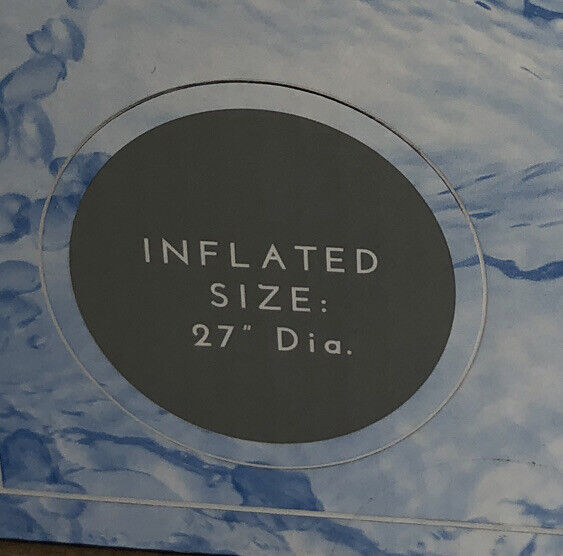 INFLATED
SIZE:
27" Dia.